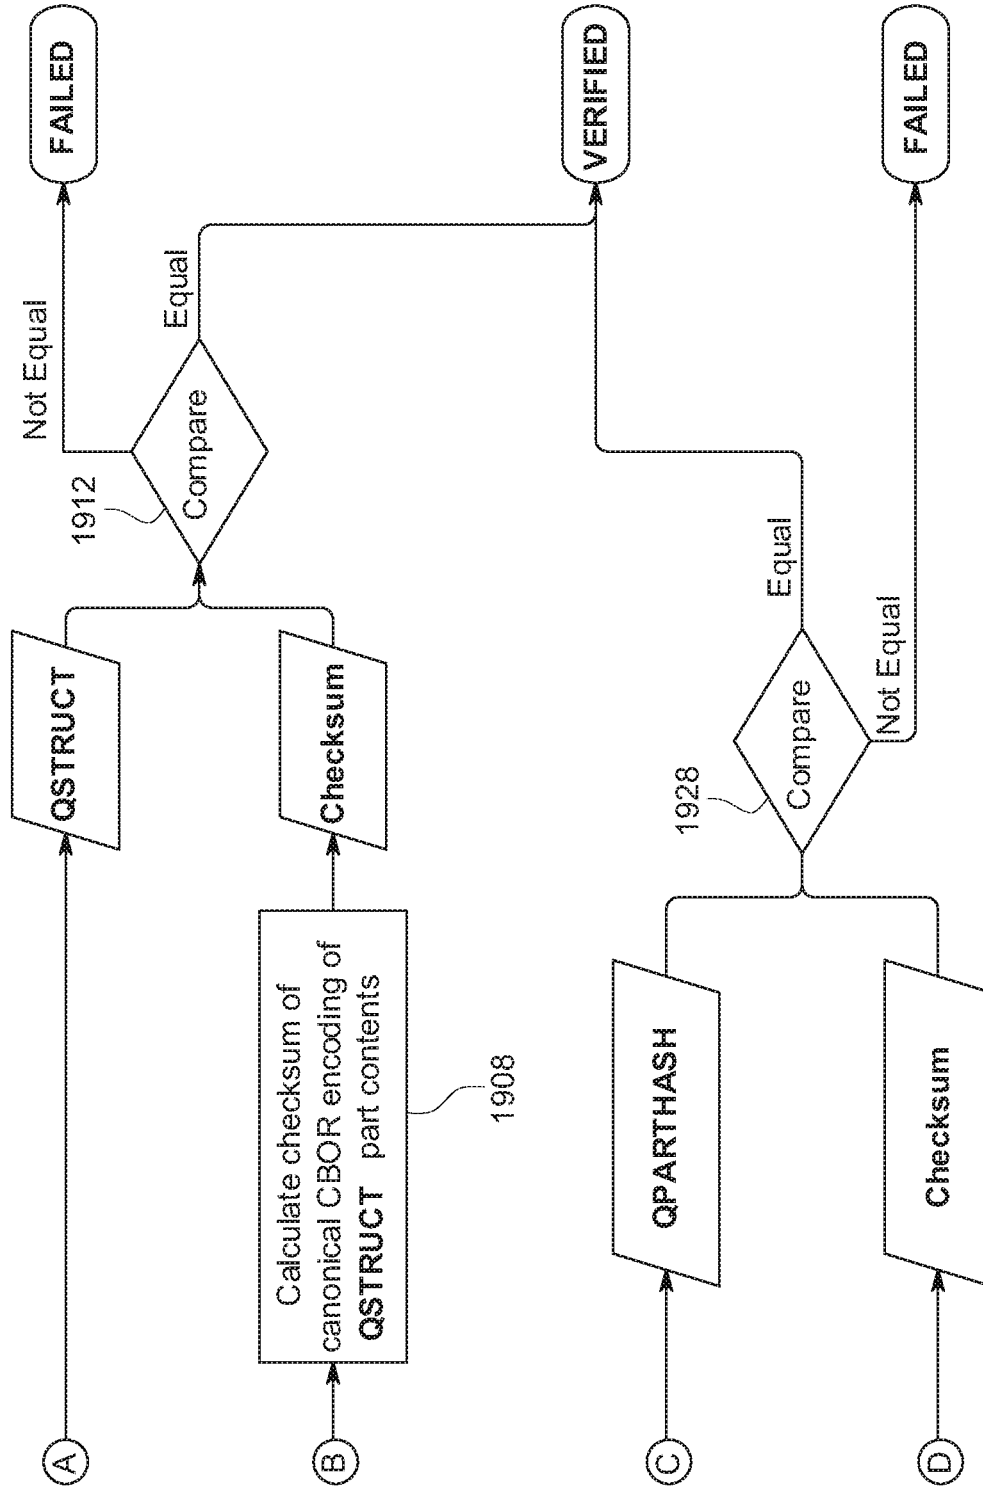 A
QSTRUCT
1912
Compare
Not Equal
FAILED
Equal
B
Calculate checksum of
canonical CBOR encoding of
QSTRUCT part contents
1908
Checksum
VERIFIED
C
QPARTHASH
1928
Compare
Equal
Not Equal
FAILED
D
Checksum